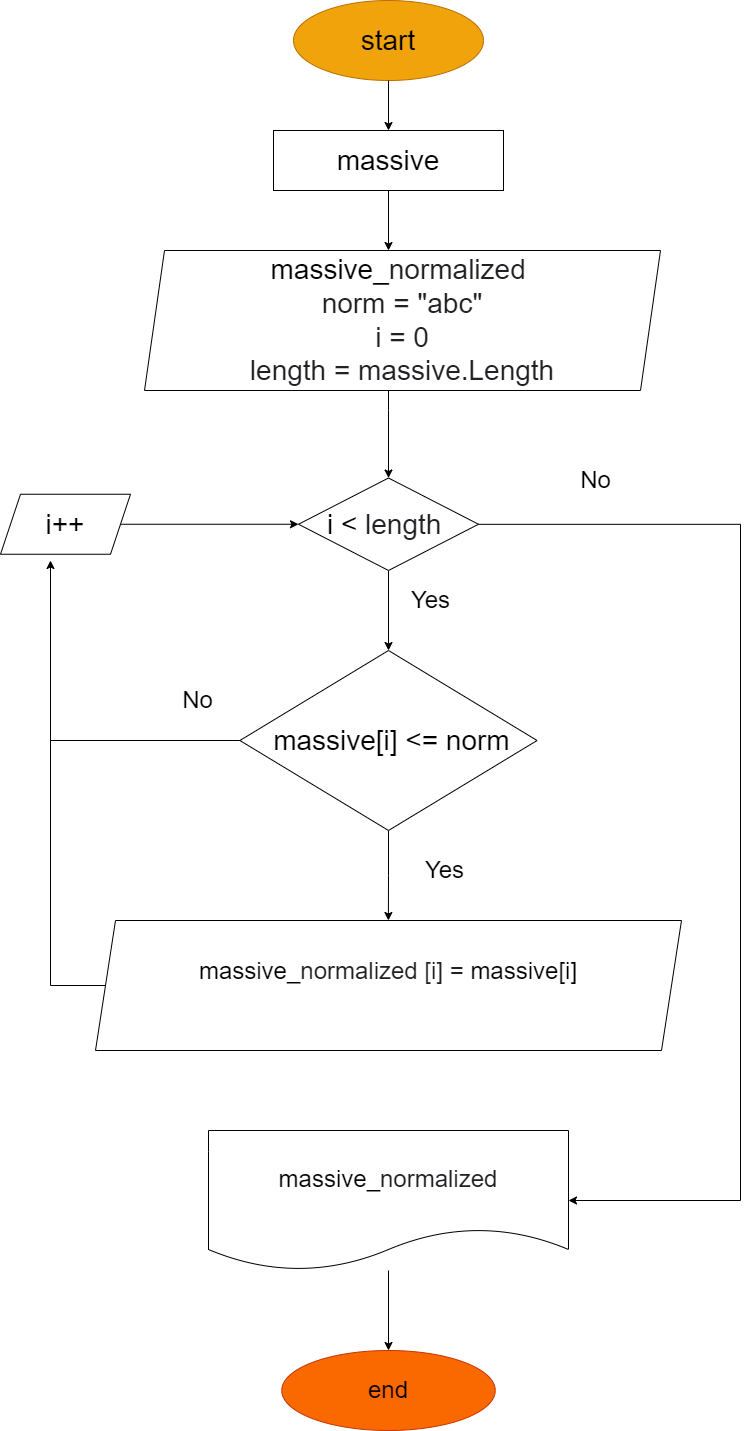 start
massive
massive_normalized
norm = "abc"
i = 0
length = massive.Length
No
i++
i < length
Yes
No
massive[i] <= norm
Yes
massive_normalized [i] = massive[i]
massive_normalized
end